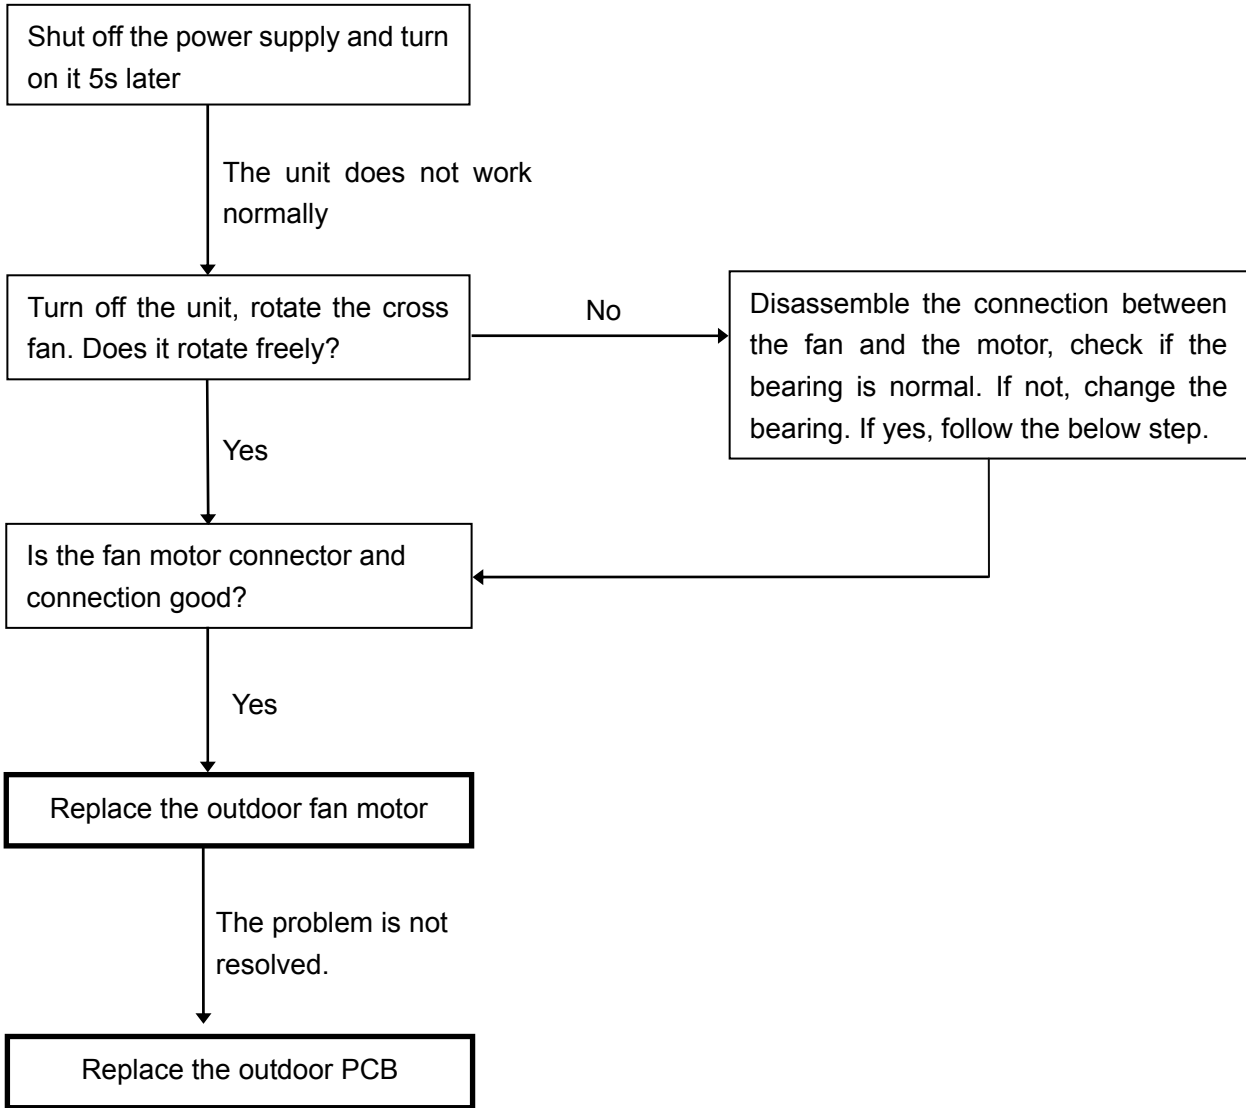 Shut off the power supply and turn
on it 5s later
The unit does not work
normally
Turn off the unit, rotate the cross
fan. Does it rotate freely?
No
Disassemble the connection between
the fan and the motor, check if the
bearing is normal. If not, change the
bearing. If yes, follow the below step.
Yes
Is the fan motor connector and
connection good?
Yes
Replace the outdoor fan motor
The problem is not
resolved.
Replace the outdoor PCB